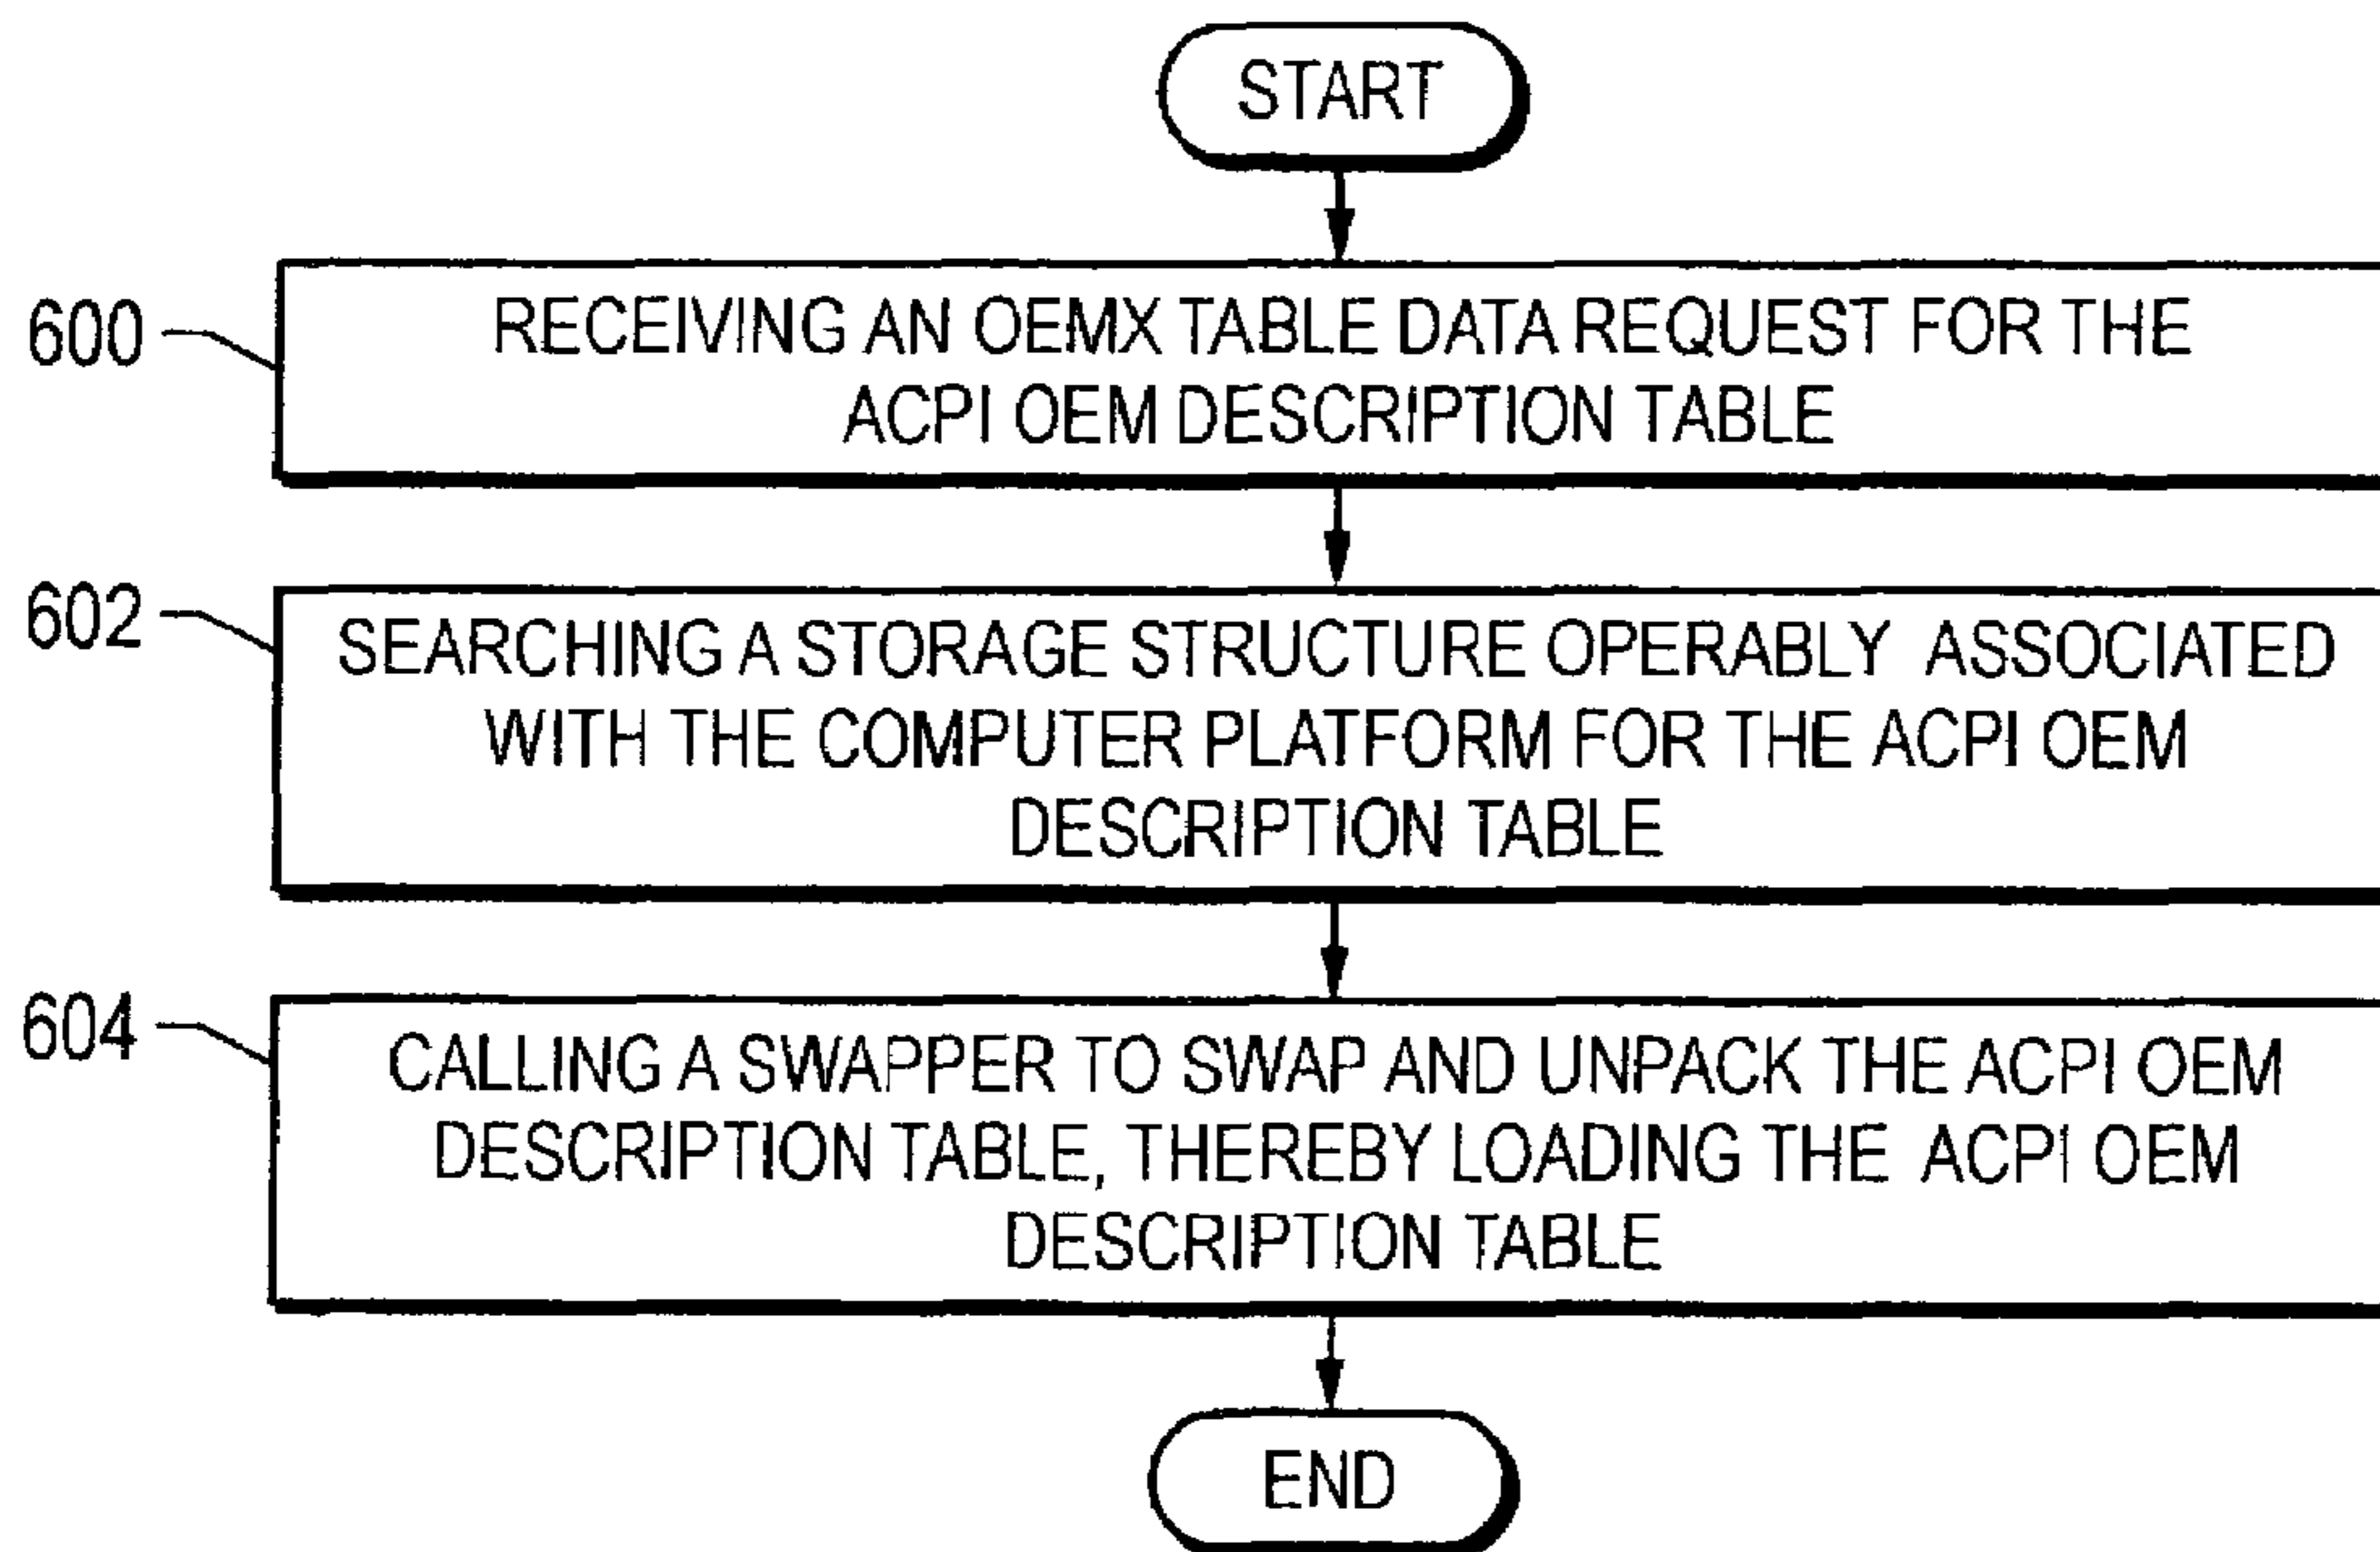 START
600
RECEIVING AN OEMX TABLE DATA REQUEST FOR THE
ACPI OEM DESCRIPTION TABLE
602
SEARCHING A STORAGE STRUCTURE OPERABLY ASSOCIATED
WITH THE COMPUTER PLATFORM FOR THE ACPI OEM
DESCRIPTION TABLE
604
CALLING A SWAPPER TO SWAP AND UNPACK THE ACPI OEM
DESCRIPTION TABLE, THEREBY LOADING THE ACPI OEM
DESCRIPTION TABLE
END